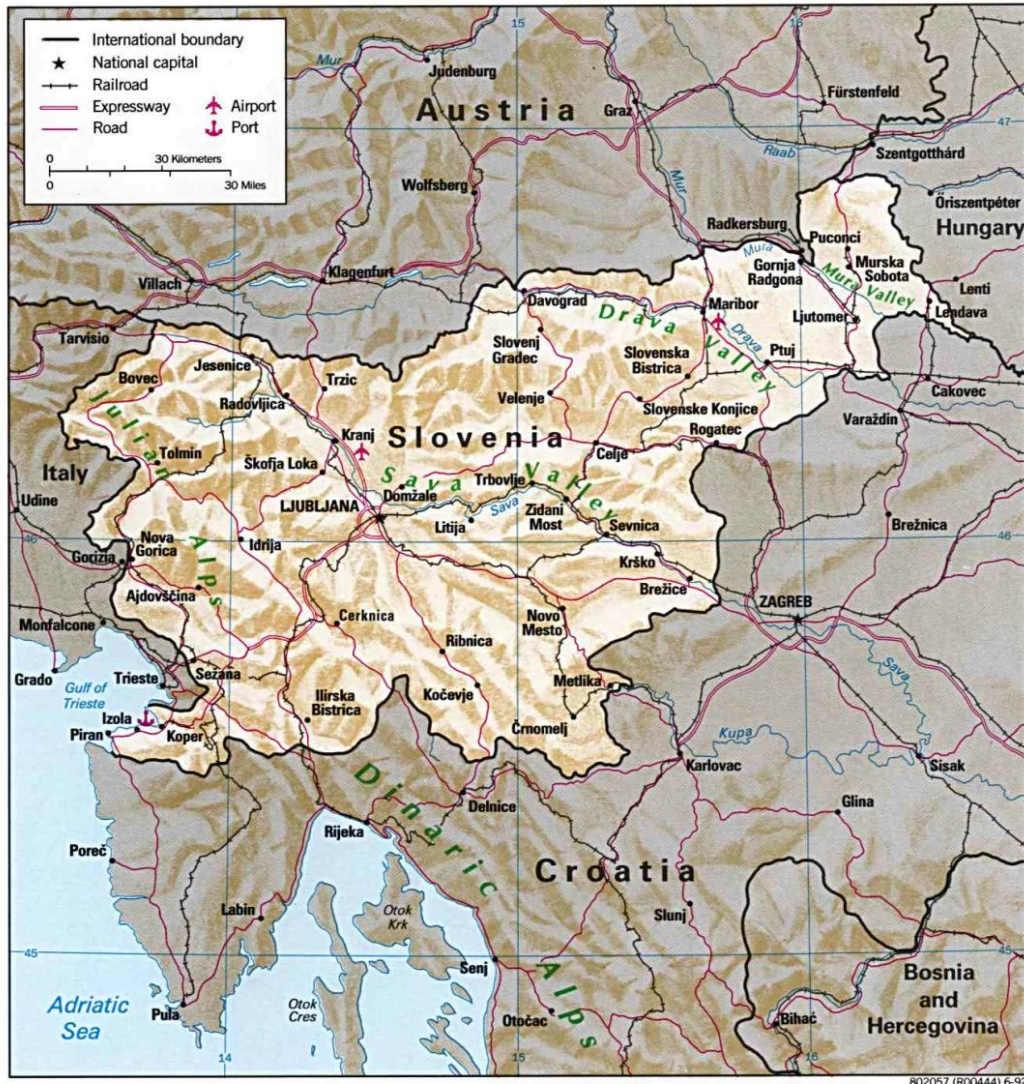 International boundary
National capital
Railroad
Expressway
Airport
Road
Port
0 30 Kilometers
0 30 Miles
15
16
Mur
Judenburg
Austria
Graz
Fürstenfeld
47
Raab
Szentgotthárd
Wolfsberg
Mur
Őriszentpéter
Hungary
Radkersburg
Puconci
Mura
Gornja
Radgona
Murska
Sobota
Mura Valley
Klagenfurt
Villach
Lenti
Lendava
Davograd
Maribor
Drava
Valley
Drava
Ljutomer
Tarvisio
Jesenice
Slovenj
Gradec
Slovenska
Bistrica
Ptuj
Bovec
Trzic
Radovljica
Velenje
Slovenske Konjice
Cakovec
Varaždin
Julian
Alps
Kranj
Slovenia
Rogatec
Celje
Italy
Tolmin
Škofja Loka
Sava
Valley
Domžale
Trbovlje
Udine
LJUBLJANA
Sava
Litija
Zidani
Most
Sevnica
Brežnica
46
46
Nova
Gorica
Gorizia
Idrija
Krško
Ajdovščina
Brežice
ZAGREB
Monfalcone
Cerknica
Novo
Mesto
Ribnica
Sava
Grado
Trieste
Sežana
Gulf of
Trieste
Ilirska
Bistrica
Kočevje
Metlika
Izola
Koper
Piran
Črnomelj
Kupa
Karlovac
Sisak
Dinaric
Alps
Delnice
Glina
Rijeka
Poreč
Croatia
Labin
Otok
Krk
Slunj
45
45
Senj
Bosnia
and
Hercegovina
Adriatic
Sea
Pula
Otok
Cres
Otočac
Bihać
14
15
16
802057 (R00444) 6-92